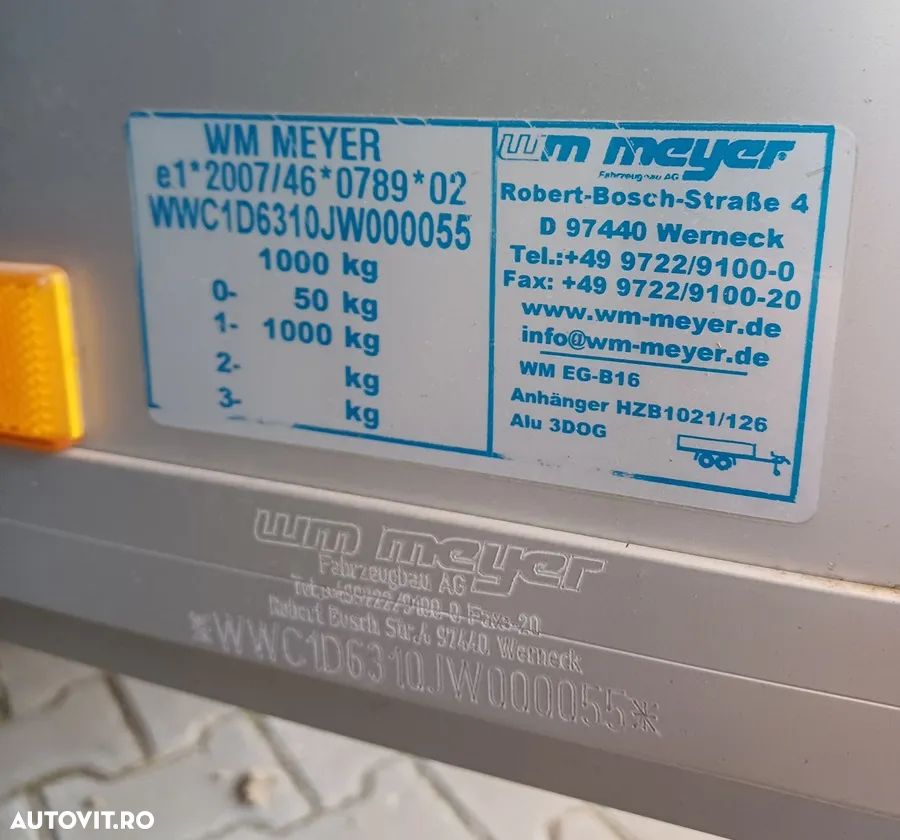 WM MEYER
e1*2007/46*0789*02
WWC1D6310JW000055
1000 kg
0- 50 kg
1- 1000 kg
2- kg
3- kg
wm meyer
Fahrzeugbau AG
Robert-Bosch-Straße 4
D 97440 Werneck
Tel.:+49 9722/9100-0
Fax: +49 9722/9100-20
www.wm-meyer.de
info@wm-meyer.de
WM EG-B16
Anhänger HZB1021/126
Alu 3DOG
wm meyer
Fahrzeugbau AG
9722/9100-0
Robert Bosch Str.4 97440 Werneck
*WWC1D6310JW000055*
AUTOVIT.RO